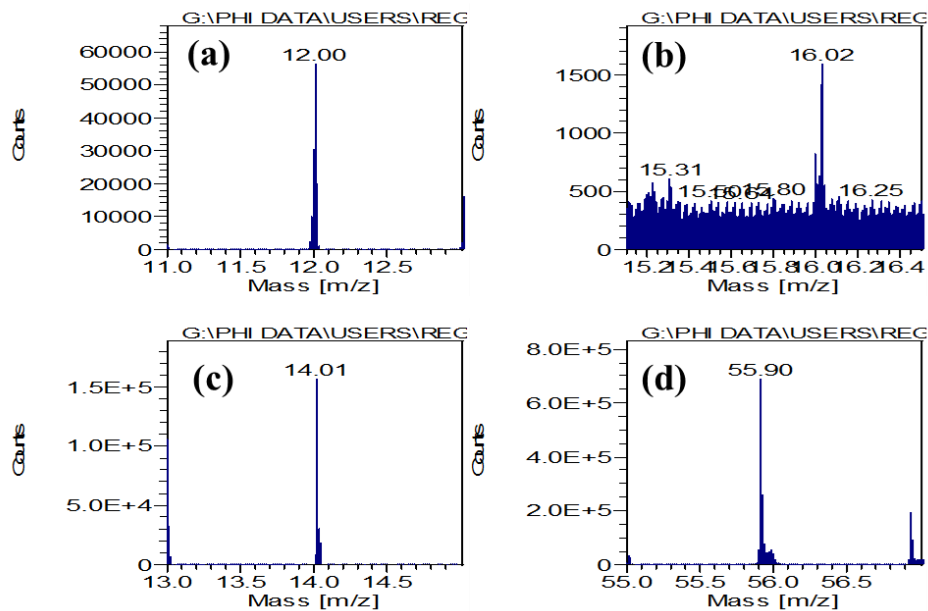 G:\PHI DATA\USERS\REG
(a)
12.00
60000
50000
40000
30000
20000
10000
0
11.0 11.5 12.0 12.5
Mass [m/z]
G:\PHI DATA\USERS\REG
(b)
16.02
1500
1000
500
0
15.31
15.80
16.25
15.2 15.4 15.6 15.8 16.0 16.2 16.4
Mass [m/z]
G:\PHI DATA\USERS\REG
(c)
14.01
1.5E+5
1.0E+5
5.0E+4
0
13.0 13.5 14.0 14.5
Mass [m/z]
G:\PHI DATA\USERS\REG
(d)
55.90
8.0E+5
6.0E+5
4.0E+5
2.0E+5
0
55.0 55.5 56.0 56.5
Mass [m/z]